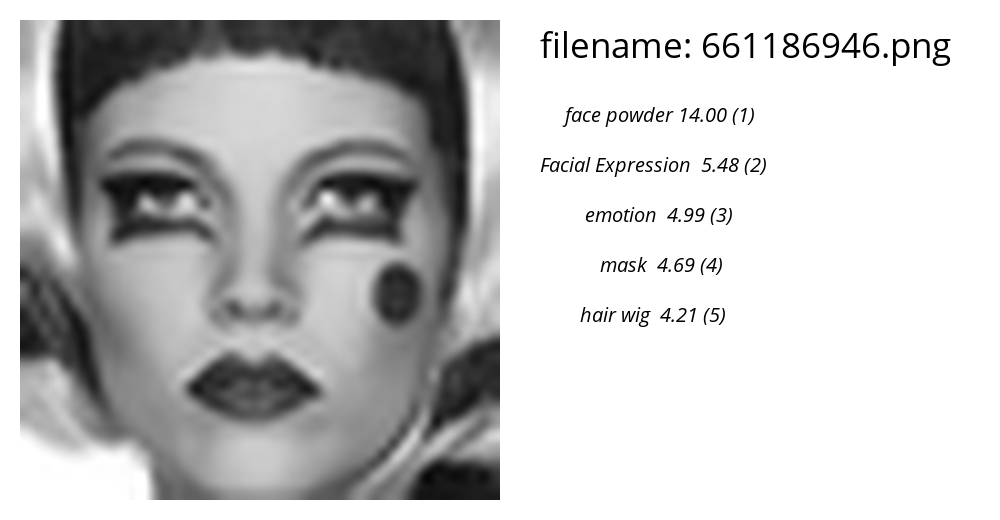 filename: 661186946.png
face powder 14.00 (1)
Facial Expression 5.48 (2)
emotion 4.99 (3)
mask 4.69 (4)
hair wig 4.21 (5)